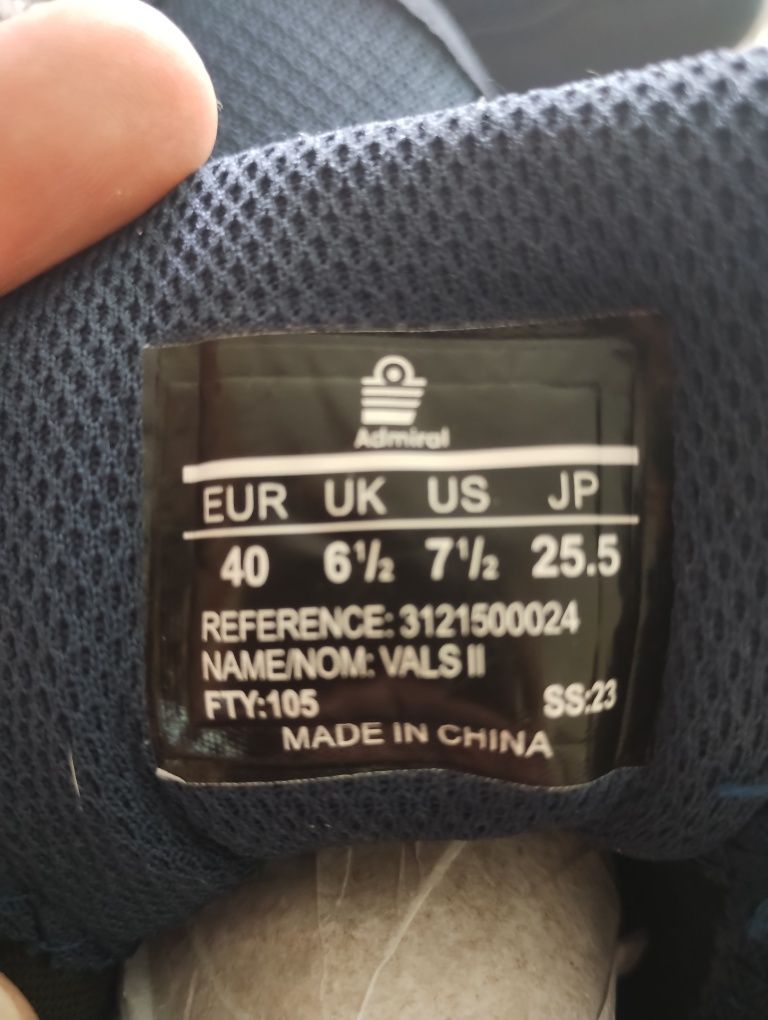 Admiral
EUR UK US JP
40 6½ 7½ 25.5
REFERENCE: 3121500024
NAME/NOM: VALS II
FTY:105 SS:23
MADE IN CHINA